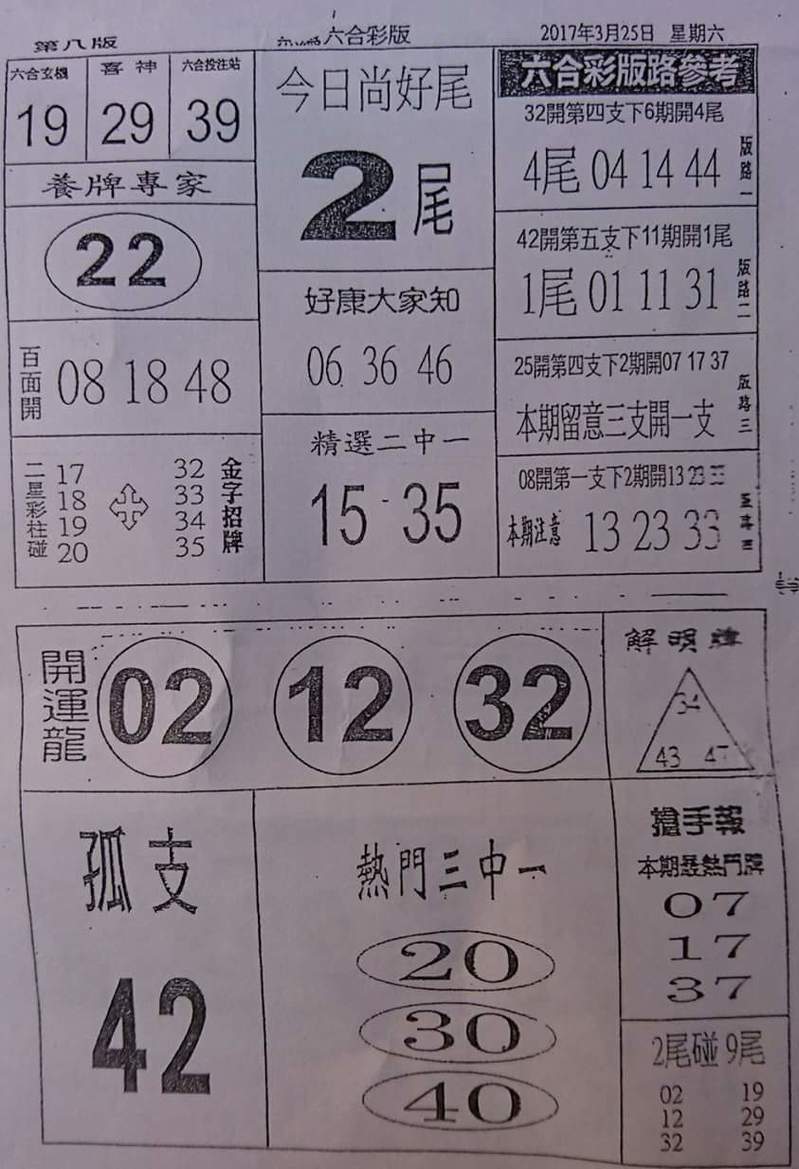 第八版
六合彩版
2017年3月25日 星期六
六合玄機
19
喜神
29
六合投注站
39
養牌專家
22
百面開
08 18 48
二星彩柱碰
17
18
19
20
32
33
34
35
金字招牌
今日尚好尾
2尾
好康大家知
06 36 46
精選二中一
15 - 35
六合彩版路參考
32開第四支下6期開4尾
4尾 04 14 44
版路一
42開第五支下11期開1尾
1尾 01 11 31
版路二
25開第四支下2期開07 17 37
本期留意三支開一支
版路三
08開第一支下2期開13 23 33
本期注意 13 23 33
開運龍
02 12 32
解明牌
34
43 47
孤支
42
熱門三中一
20
30
40
搶手報
本期最熱門牌
07
17
37
2尾碰9尾
02 19
12 29
32 39